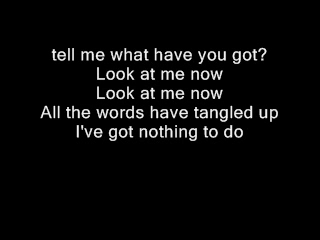 tell me what have you got?
Look at me now
Look at me now
All the words have tangled up
I've got nothing to do